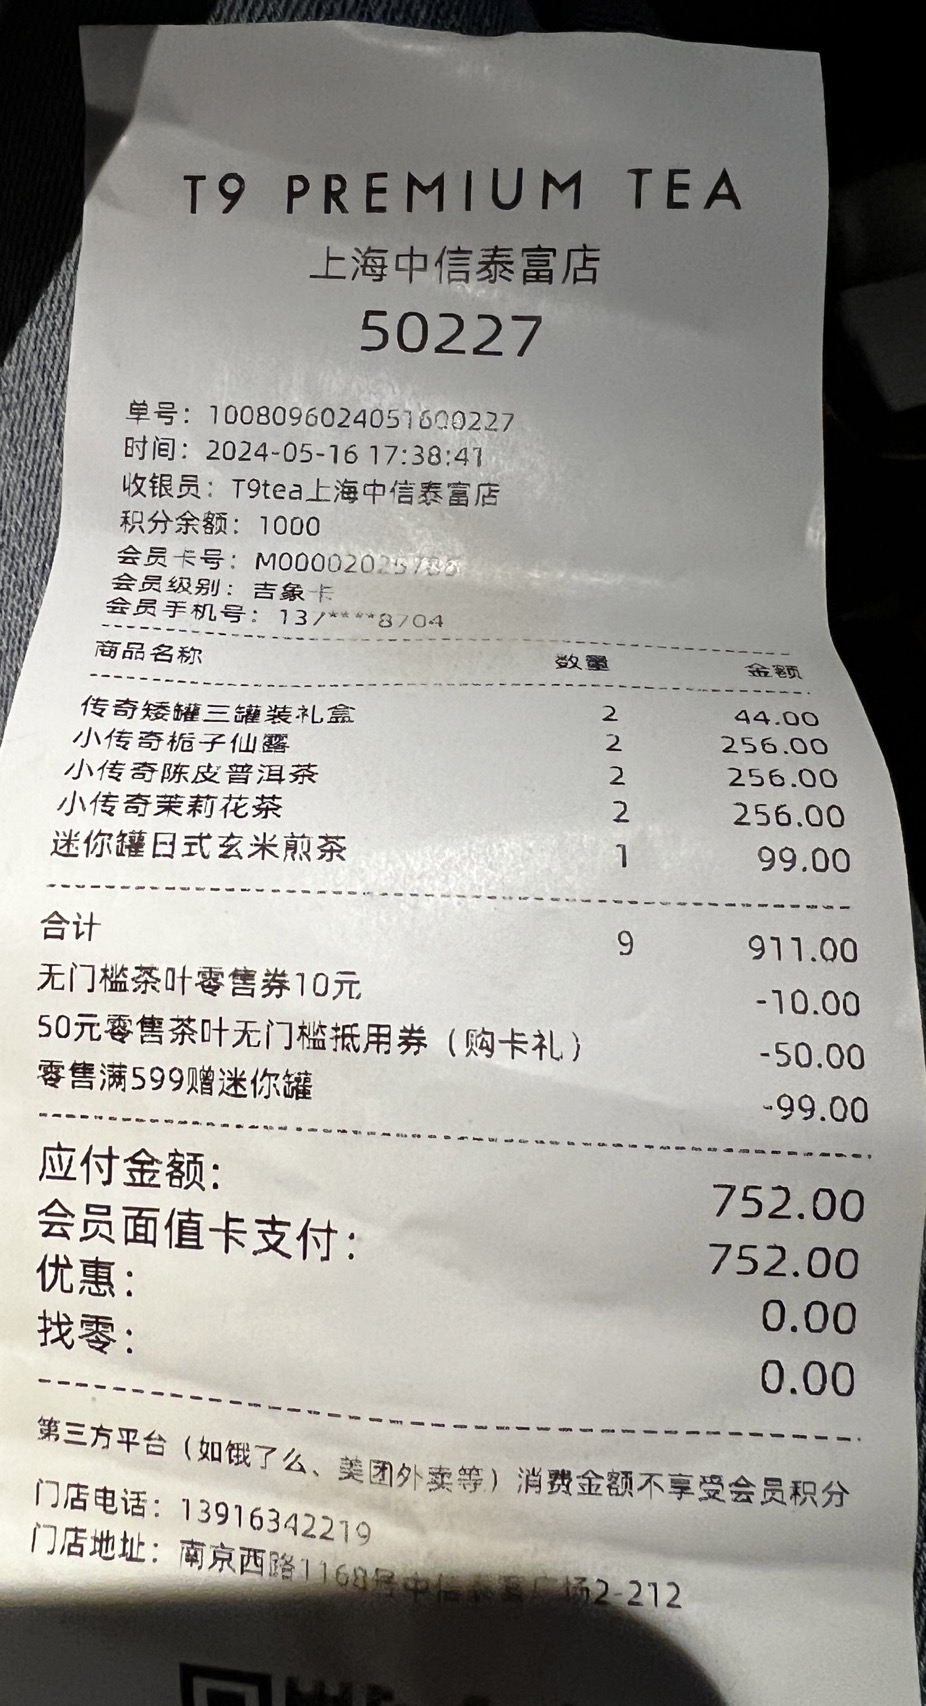 T9 PREMIUM TEA
上海中信泰富店
50227
单号：1008096024051600227
时间：2024-05-16 17:38:41
收银员：T9tea上海中信泰富店
积分余额：1000
会员卡号：
会员级别：吉象卡
会员手机号：137****8704
商品名称 数量 金额
传奇矮罐三罐装礼盒 2 44.00
小传奇栀子仙露 2 256.00
小传奇陈皮普洱茶 2 256.00
小传奇茉莉花茶 2 256.00
迷你罐日式玄米煎茶 1 99.00
合计 9 911.00
无门槛茶叶零售券10元 -10.00
50元零售茶叶无门槛抵用券（购卡礼） -50.00
零售满599赠迷你罐 -99.00
应付金额： 752.00
会员面值卡支付： 752.00
优惠： 0.00
找零： 0.00
第三方平台（如饿了么、美团外卖等）消费金额不享受会员积分
门店电话：13916342219
门店地址：南京西路1168号中信泰富广场2-212